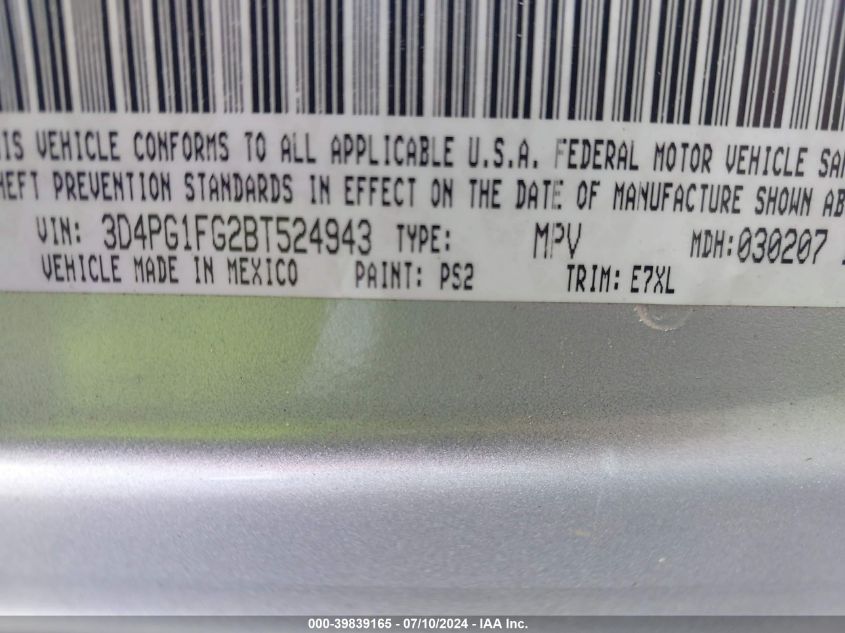 IS VEHICLE CONFORMS TO ALL APPLICABLE U.S.A. FEDERAL MOTOR VEHICLE
HEFT PREVENTION STANDARDS IN EFFECT ON THE DATE OF MANUFACTURE SHOWN AB
VIN: 3D4PG1FG2BT524943 TYPE: MPV MDH:030207
VEHICLE MADE IN MEXICO PAINT: PS2 TRIM: E7XL
000-39839165 - 07/10/2024 - IAA Inc.